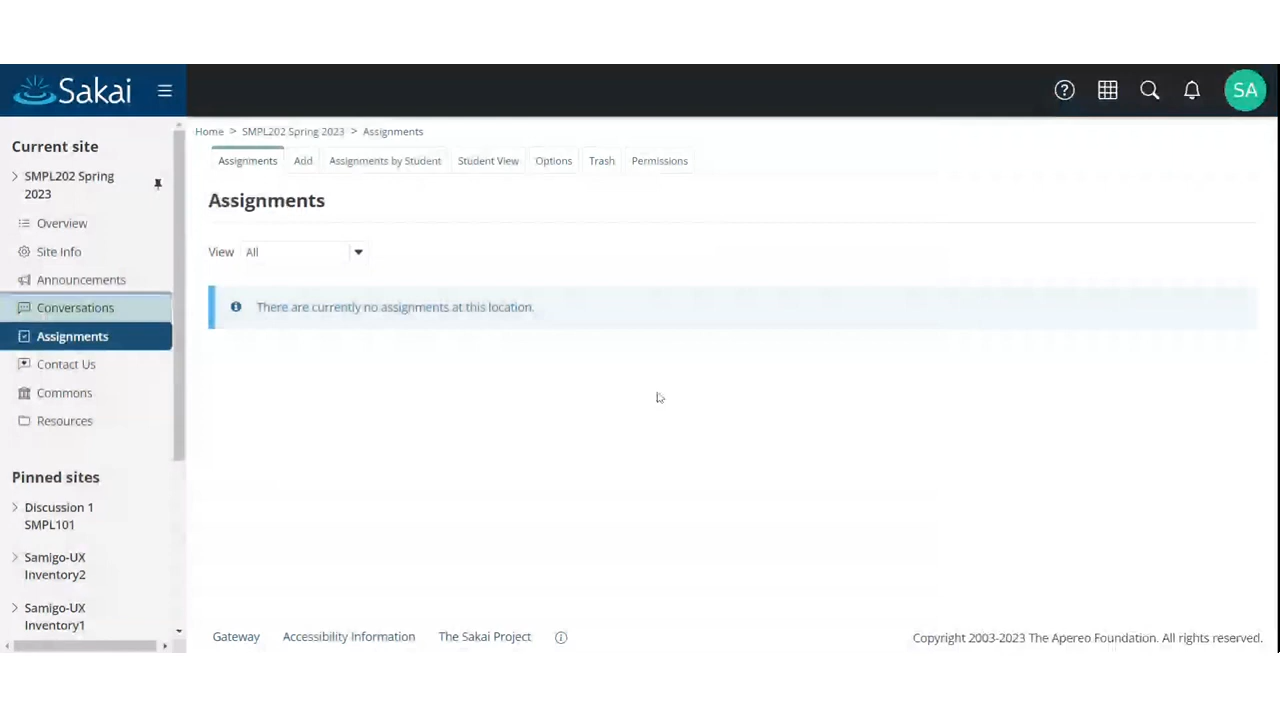 Sakai
SA
Current site
SMPL202 Spring
2023
Overview
Site Info
Announcements
Conversations
Assignments
Contact Us
Commons
Resources
Pinned sites
Discussion 1
SMPL101
Samigo-UX
Inventory2
Samigo-UX
Inventory1
Home > SMPL202 Spring 2023 > Assignments
Assignments Add Assignments by Student Student View Options Trash Permissions
Assignments
View All
There are currently no assignments at this location.
Gateway Accessibility Information The Sakai Project
Copyright 2003-2023 The Apereo Foundation. All rights reserved.